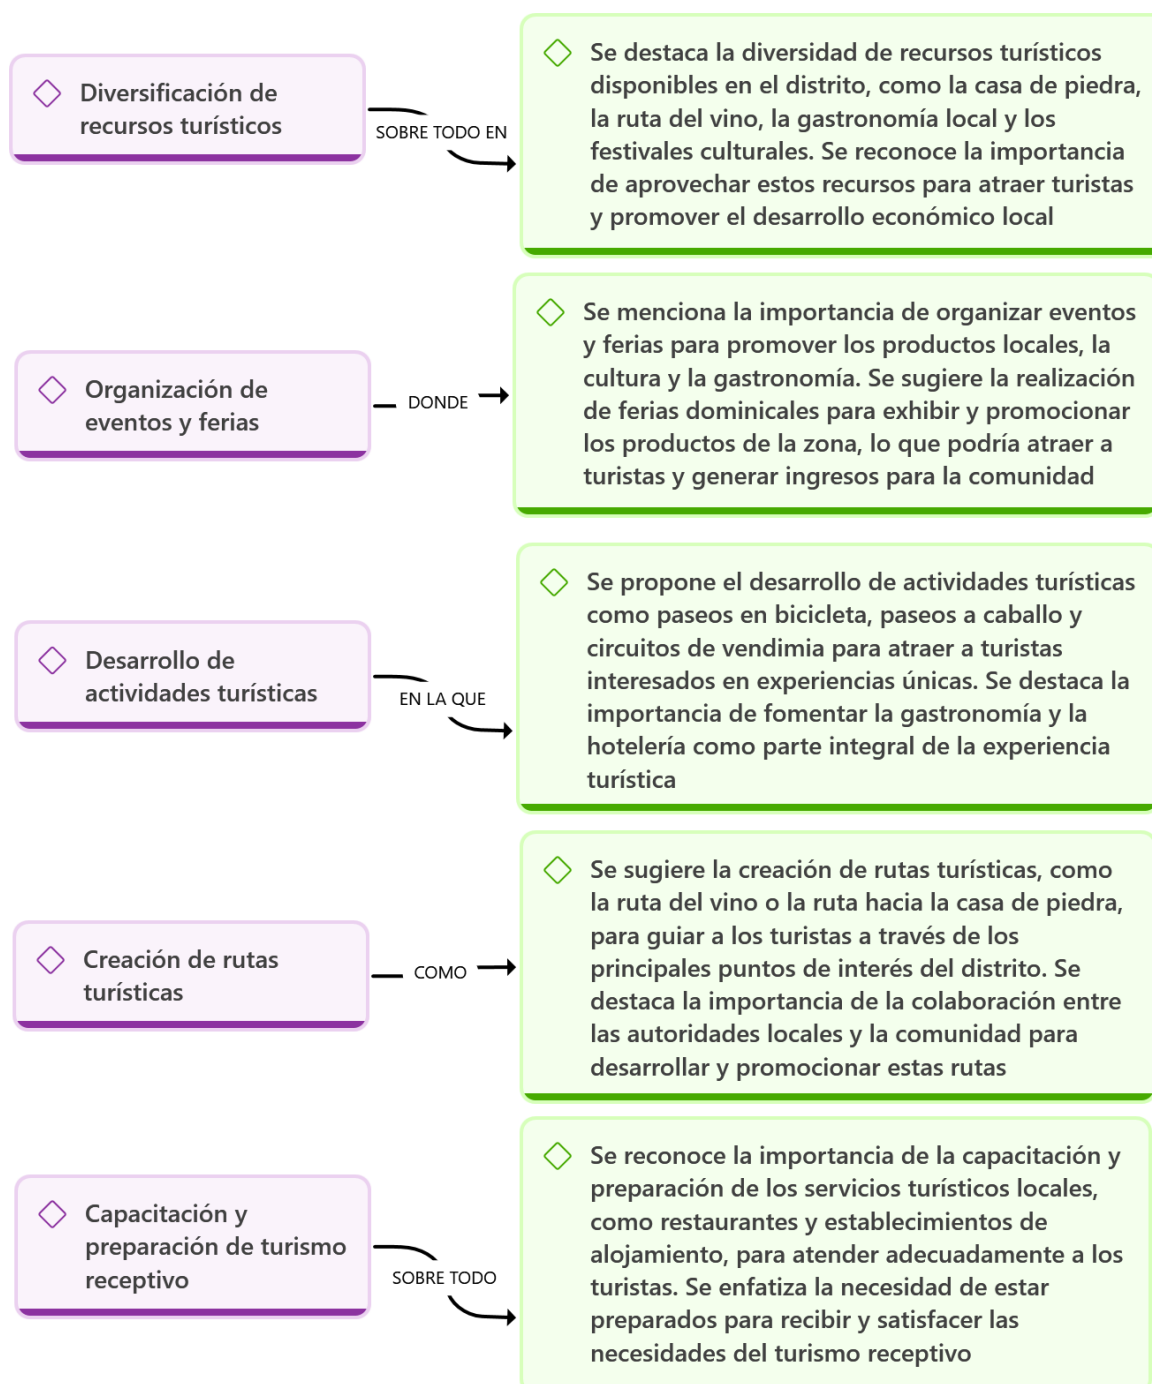 Diversificación de
recursos turísticos
SOBRE TODO EN
Se destaca la diversidad de recursos turísticos
disponibles en el distrito, como la casa de piedra,
la ruta del vino, la gastronomía local y los
festivales culturales. Se reconoce la importancia
de aprovechar estos recursos para atraer turistas
y promover el desarrollo económico local
Organización de
eventos y ferias
DONDE
Se menciona la importancia de organizar eventos
y ferias para promover los productos locales, la
cultura y la gastronomía. Se sugiere la realización
de ferias dominicales para exhibir y promocionar
los productos de la zona, lo que podría atraer a
turistas y generar ingresos para la comunidad
Desarrollo de
actividades turísticas
EN LA QUE
Se propone el desarrollo de actividades turísticas
como paseos en bicicleta, paseos a caballo y
circuitos de vendimia para atraer a turistas
interesados en experiencias únicas. Se destaca la
importancia de fomentar la gastronomía y la
hotelería como parte integral de la experiencia
turística
Creación de rutas
turísticas
COMO
Se sugiere la creación de rutas turísticas, como
la ruta del vino o la ruta hacia la casa de piedra,
para guiar a los turistas a través de los
principales puntos de interés del distrito. Se
destaca la importancia de la colaboración entre
las autoridades locales y la comunidad para
desarrollar y promocionar estas rutas
Capacitación y
preparación de turismo
receptivo
SOBRE TODO
Se reconoce la importancia de la capacitación y
preparación de los servicios turísticos locales,
como restaurantes y establecimientos de
alojamiento, para atender adecuadamente a los
turistas. Se enfatiza la necesidad de estar
preparados para recibir y satisfacer las
necesidades del turismo receptivo